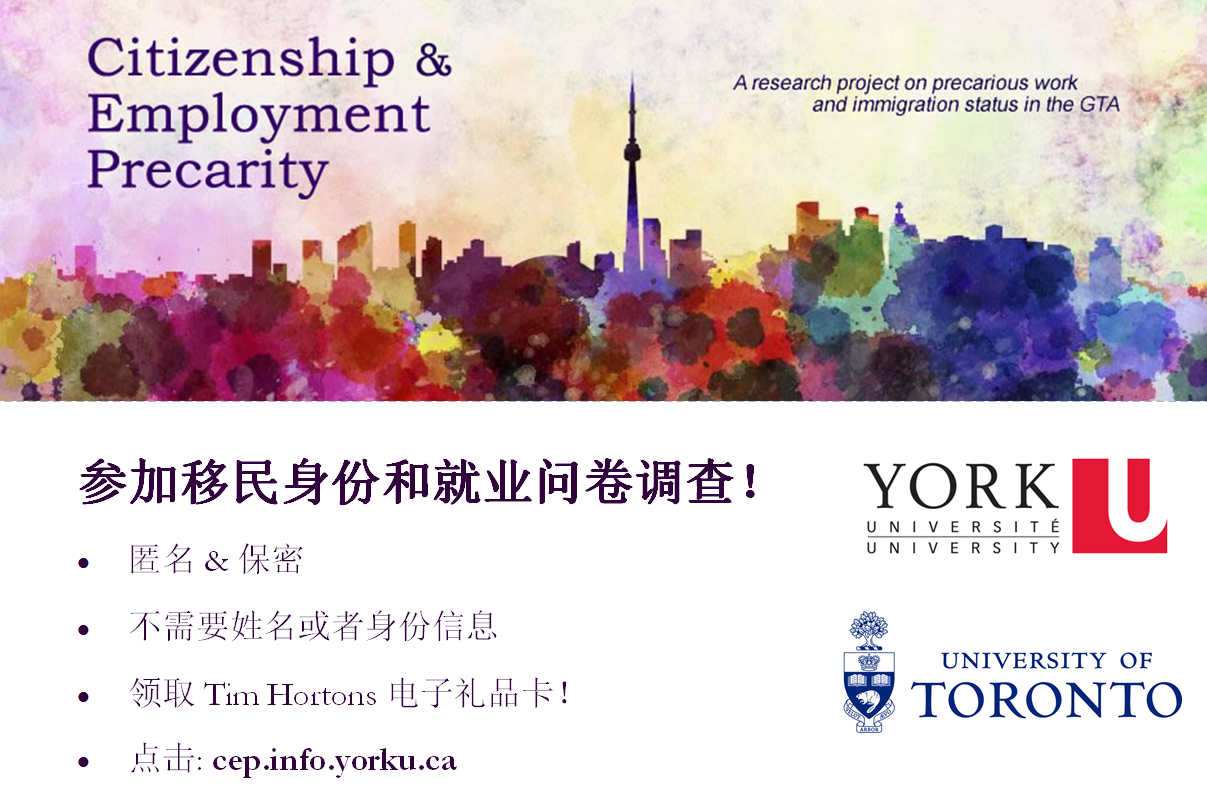 Citizenship &
Employment
Precarity
A research project on precarious work
and immigration status in the GTA
参加移民身份和就业问卷调查！
• 匿名 & 保密
• 不需要姓名或者身份信息
• 领取 Tim Hortons 电子礼品卡！
• 点击: cep.info.yorku.ca
YORK U
UNIVERSITÉ
UNIVERSITY
UNIVERSITY OF
TORONTO